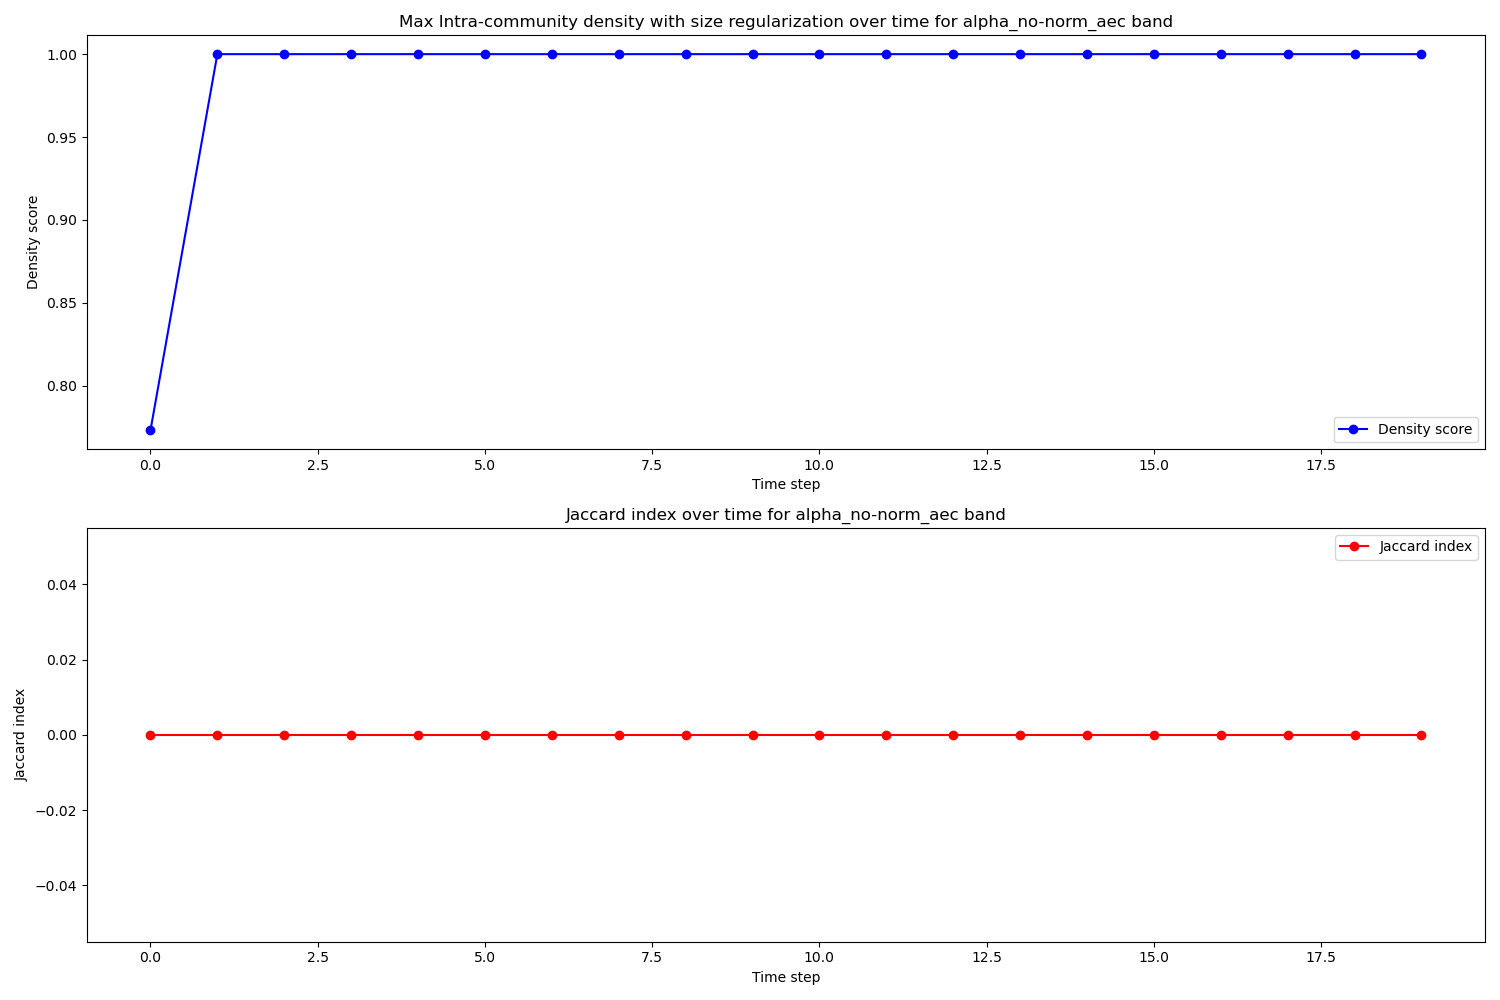 Max Intra-community density with size regularization over time for alpha_no-norm_aec band
1.00
0.95
0.90
0.85
0.80
Density score
Density score
0.0 2.5 5.0 7.5 10.0 12.5 15.0 17.5
Time step
Jaccard index over time for alpha_no-norm_aec band
Jaccard index
0.04
0.02
0.00
−0.02
−0.04
Jaccard index
0.0 2.5 5.0 7.5 10.0 12.5 15.0 17.5
Time step